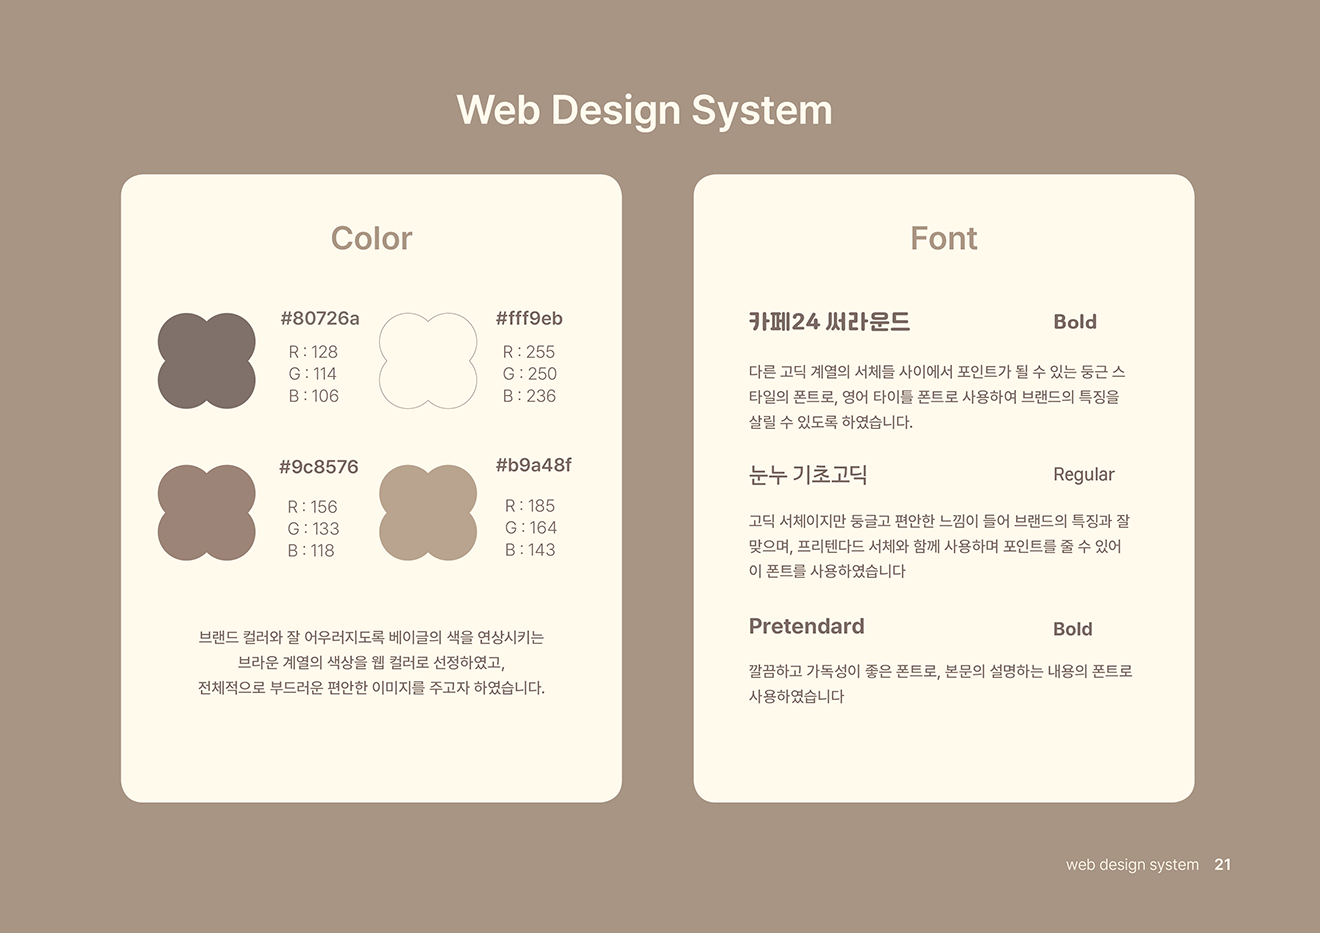 Web Design System
Color
#80726a
R : 128
G : 114
B : 106
#fff9eb
R : 255
G : 250
B : 236
#9c8576
R : 156
G : 133
B : 118
#b9a48f
R : 185
G : 164
B : 143
브랜드 컬러와 잘 어우러지도록 베이글의 색을 연상시키는
브라운 계열의 색상을 웹 컬러로 선정하였고,
전체적으로 부드러운 편안한 이미지를 주고자 하였습니다.
Font
카페24 써라운드 Bold
다른 고딕 계열의 서체들 사이에서 포인트가 될 수 있는 둥근 스
타일의 폰트로, 영어 타이틀 폰트로 사용하여 브랜드의 특징을
살릴 수 있도록 하였습니다.
눈누 기초고딕 Regular
고딕 서체이지만 둥글고 편안한 느낌이 들어 브랜드의 특징과 잘
맞으며, 프리텐다드 서체와 함께 사용하며 포인트를 줄 수 있어
이 폰트를 사용하였습니다
Pretendard Bold
깔끔하고 가독성이 좋은 폰트로, 본문의 설명하는 내용의 폰트로
사용하였습니다
web design system 21